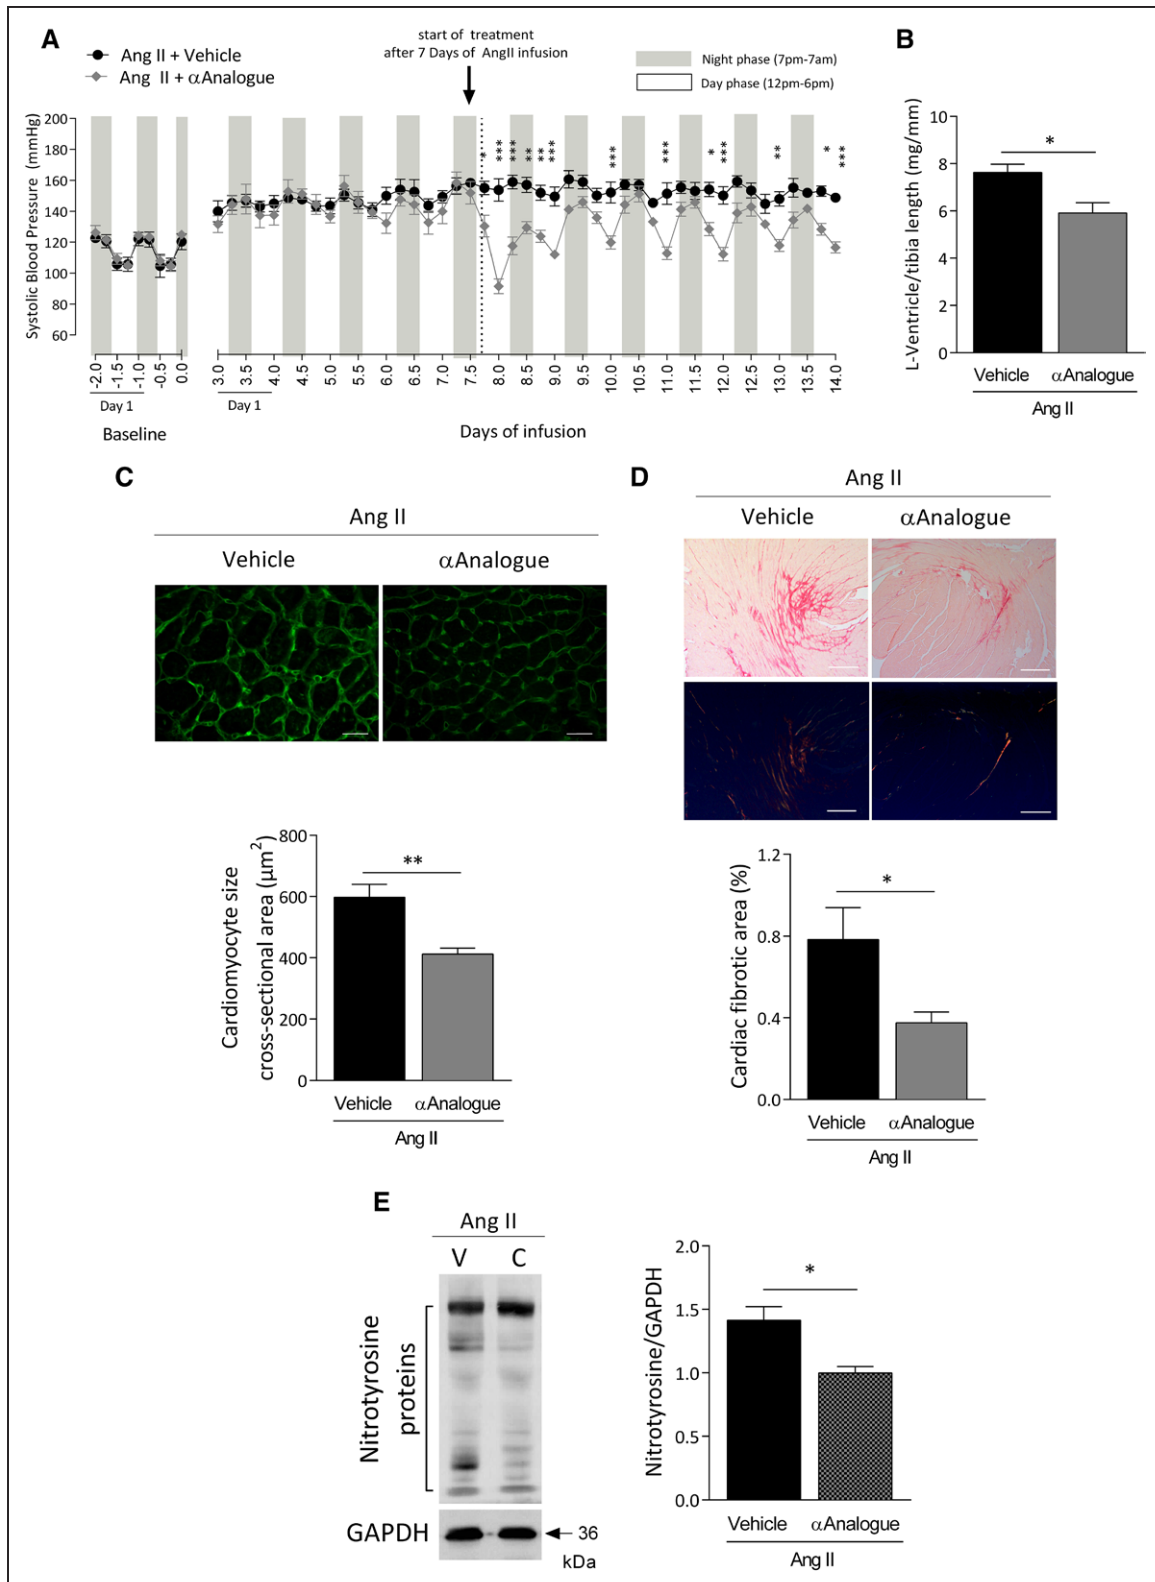 A
Ang II + Vehicle
Ang II + αAnalogue
start of treatment
after 7 Days of AngII infusion
Night phase (7pm-7am)
Day phase (12pm-6pm)
Systolic Blood Pressure (mmHg)
200
180
160
140
120
100
80
60
* *** *** ** ** *** *** *** * *** ** * ***
-2.0 -1.5 -1.0 -0.5 0.0 3.0 3.5 4.0 4.5 5.0 5.5 6.0 6.5 7.0 7.5 8.0 8.5 9.0 9.5 10.0 10.5 11.0 11.5 12.0 12.5 13.0 13.5 14.0
Day 1 Day 1
Baseline
Days of infusion
B
L-Ventricle/tibia length (mg/mm)
10
8
6
4
2
0
*
Vehicle αAnalogue
Ang II
C
Ang II
Vehicle αAnalogue
Cardiomyocyte size
cross-sectional area (µm²)
800
600
400
200
0
**
Vehicle αAnalogue
Ang II
D
Ang II
Vehicle αAnalogue
Cardiac fibrotic area (%)
1.2
0.8
0.4
0.0
*
Vehicle αAnalogue
Ang II
E
Ang II
V C
Nitrotyrosine
proteins
GAPDH
36
kDa
Nitrotyrosine/GAPDH
2.0
1.5
1.0
0.5
0.0
*
Vehicle αAnalogue
Ang II